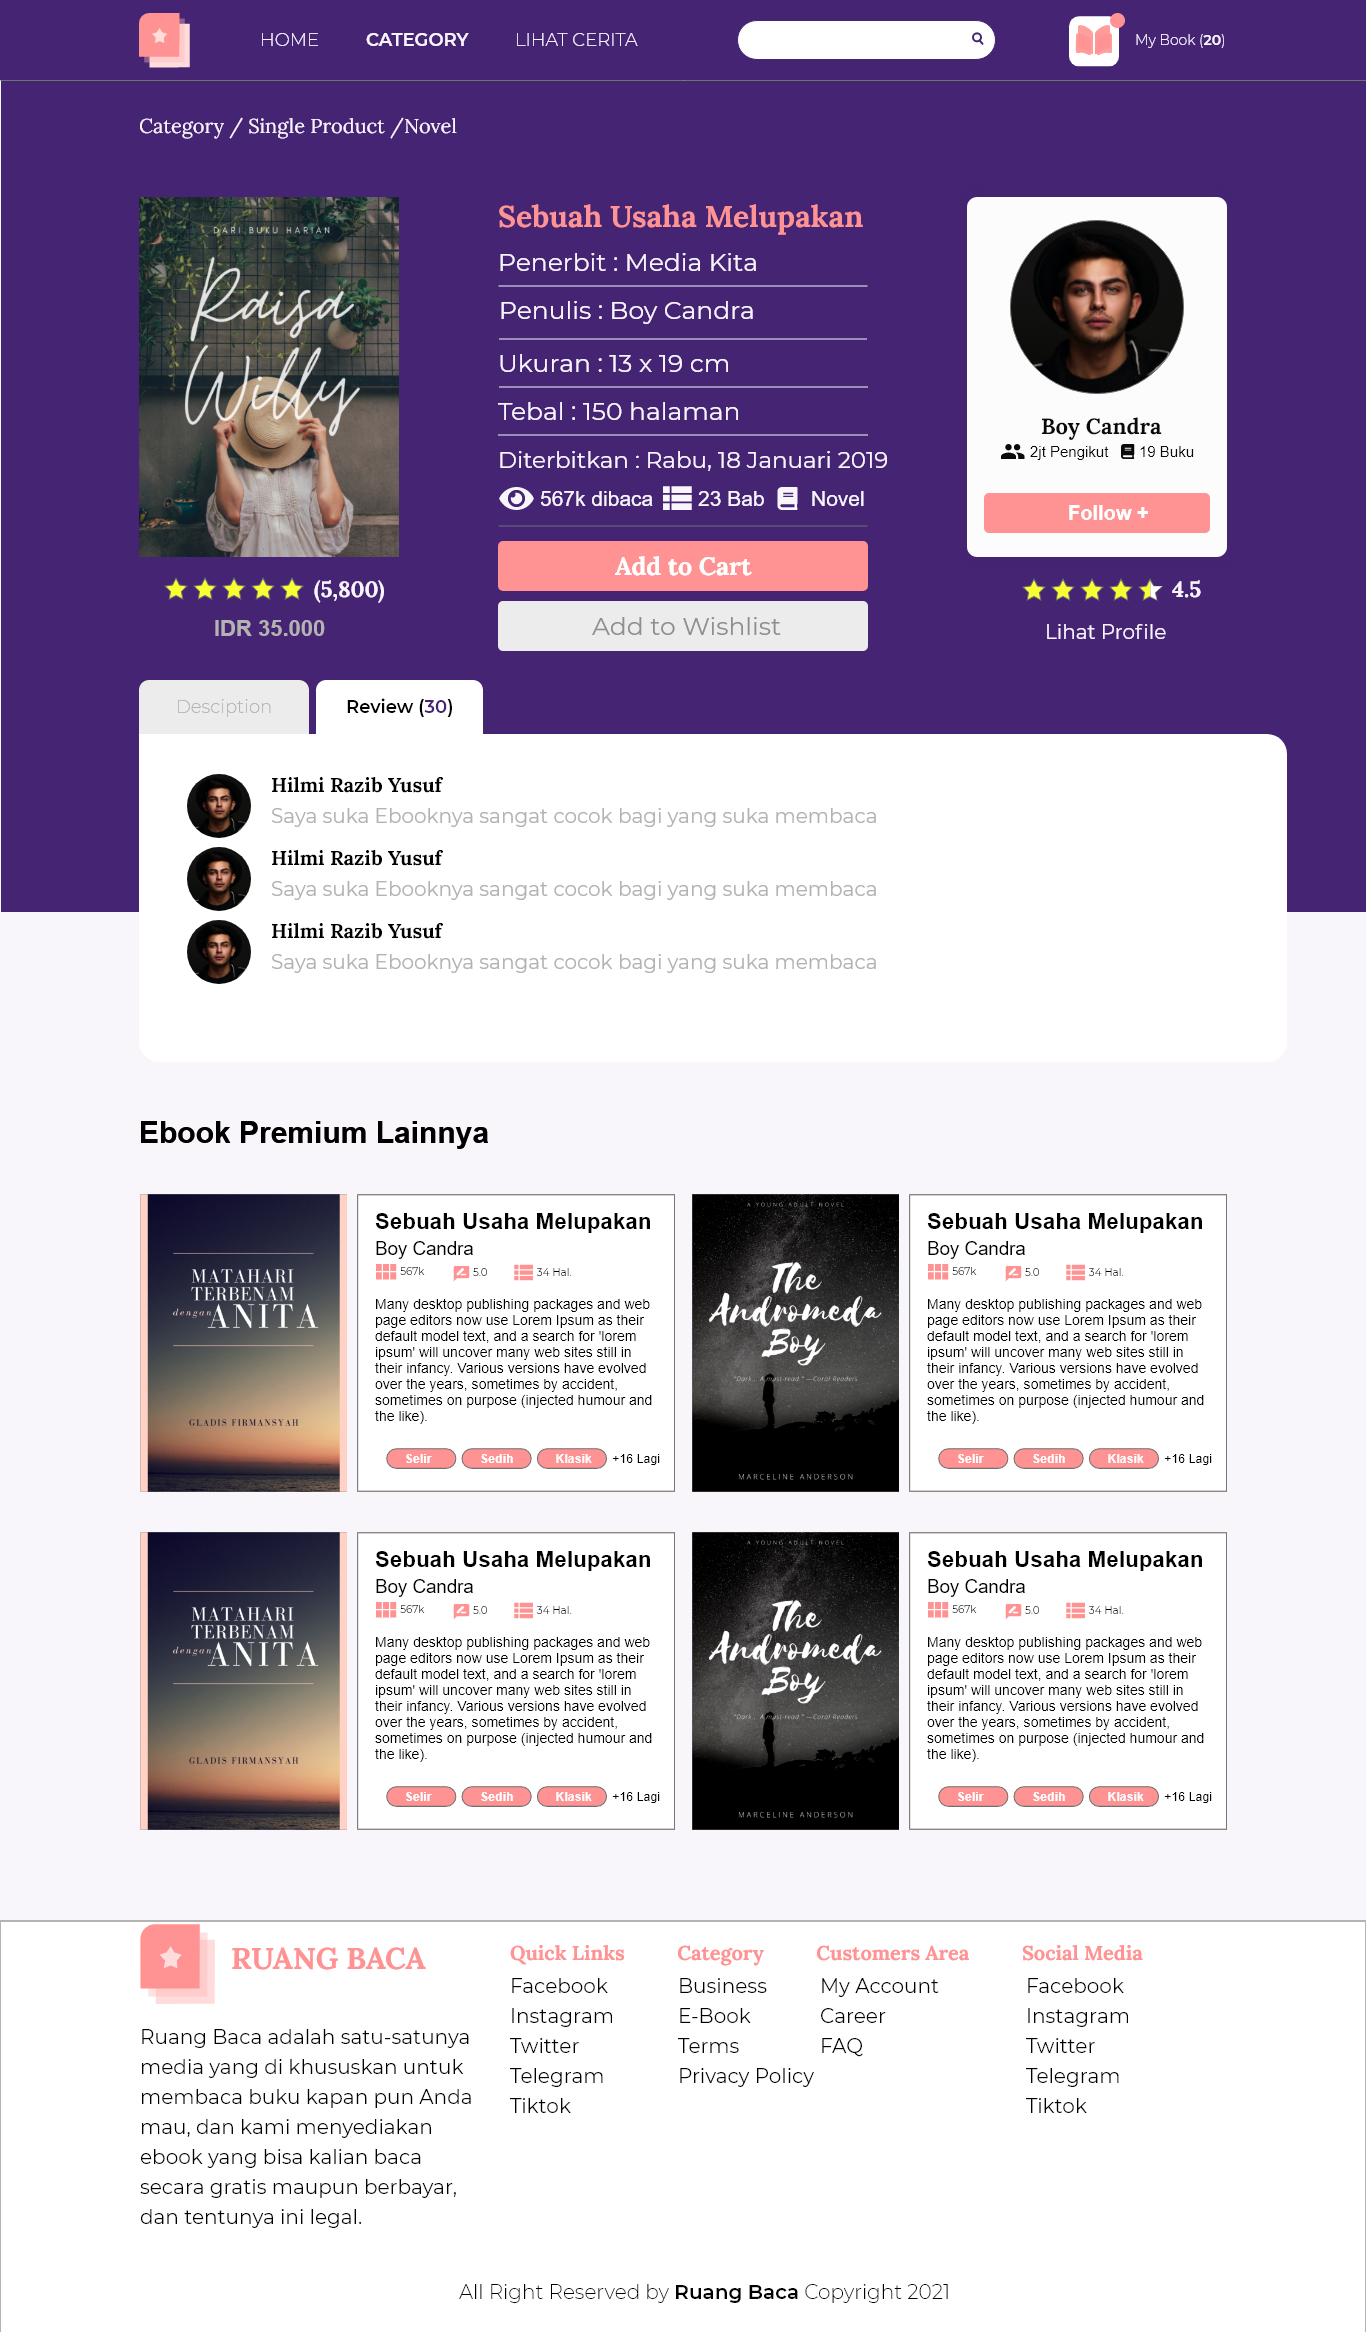 HOME CATEGORY LIHAT CERITA My Book (20)
Category / Single Product /Novel
DARI BUKU HARIAN
Raisa
Willy
(5,800)
IDR 35.000
Sebuah Usaha Melupakan
Penerbit : Media Kita
Penulis : Boy Candra
Ukuran : 13 x 19 cm
Tebal : 150 halaman
Diterbitkan : Rabu, 18 Januari 2019
567k dibaca 23 Bab Novel
Add to Cart
Add to Wishlist
Boy Candra
2jt Pengikut 19 Buku
Follow +
4.5
Lihat Profile
Desciption Review (30)
Hilmi Razib Yusuf
Saya suka Ebooknya sangat cocok bagi yang suka membaca
Hilmi Razib Yusuf
Saya suka Ebooknya sangat cocok bagi yang suka membaca
Hilmi Razib Yusuf
Saya suka Ebooknya sangat cocok bagi yang suka membaca
Ebook Premium Lainnya
MATAHARI
TERBENAM
dengan ANITA
GLADIS FIRMANSYAH
Sebuah Usaha Melupakan
Boy Candra
567k 5.0 34 Hal.
Many desktop publishing packages and web
page editors now use Lorem Ipsum as their
default model text, and a search for 'lorem
ipsum' will uncover many web sites still in
their infancy. Various versions have evolved
over the years, sometimes by accident,
sometimes on purpose (injected humour and
the like).
Selir Sedih Klasik +16 Lagi
A YOUNG ADULT NOVEL
The
Andromeda
Boy
"Dark... A must-read." —Coral Readers
MARCELINE ANDERSON
Sebuah Usaha Melupakan
Boy Candra
567k 5.0 34 Hal.
Many desktop publishing packages and web
page editors now use Lorem Ipsum as their
default model text, and a search for 'lorem
ipsum' will uncover many web sites still in
their infancy. Various versions have evolved
over the years, sometimes by accident,
sometimes on purpose (injected humour and
the like).
Selir Sedih Klasik +16 Lagi
MATAHARI
TERBENAM
dengan ANITA
GLADIS FIRMANSYAH
Sebuah Usaha Melupakan
Boy Candra
567k 5.0 34 Hal.
Many desktop publishing packages and web
page editors now use Lorem Ipsum as their
default model text, and a search for 'lorem
ipsum' will uncover many web sites still in
their infancy. Various versions have evolved
over the years, sometimes by accident,
sometimes on purpose (injected humour and
the like).
Selir Sedih Klasik +16 Lagi
A YOUNG ADULT NOVEL
The
Andromeda
Boy
"Dark... A must-read." —Coral Readers
MARCELINE ANDERSON
Sebuah Usaha Melupakan
Boy Candra
567k 5.0 34 Hal.
Many desktop publishing packages and web
page editors now use Lorem Ipsum as their
default model text, and a search for 'lorem
ipsum' will uncover many web sites still in
their infancy. Various versions have evolved
over the years, sometimes by accident,
sometimes on purpose (injected humour and
the like).
Selir Sedih Klasik +16 Lagi
RUANG BACA
Ruang Baca adalah satu-satunya
media yang di khususkan untuk
membaca buku kapan pun Anda
mau, dan kami menyediakan
ebook yang bisa kalian baca
secara gratis maupun berbayar,
dan tentunya ini legal.
Quick Links
Facebook
Instagram
Twitter
Telegram
Tiktok
Category
Business
E-Book
Terms
Privacy Policy
Customers Area
My Account
Career
FAQ
Social Media
Facebook
Instagram
Twitter
Telegram
Tiktok
All Right Reserved by Ruang Baca Copyright 2021